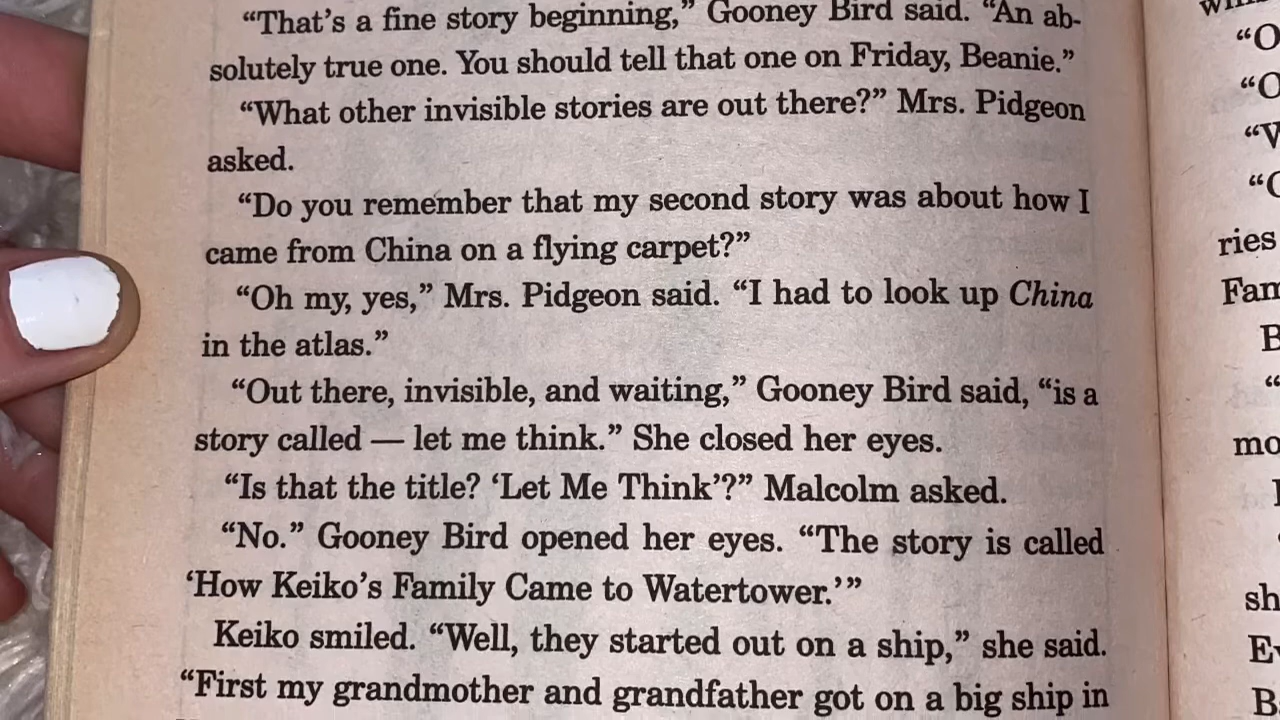 “That’s a fine story beginning,” Gooney Bird said. “An ab-
solutely true one. You should tell that one on Friday, Beanie.”
“What other invisible stories are out there?” Mrs. Pidgeon
asked.
“Do you remember that my second story was about how I
came from China on a flying carpet?”
“Oh my, yes,” Mrs. Pidgeon said. “I had to look up China
in the atlas.”
“Out there, invisible, and waiting,” Gooney Bird said, “is a
story called — let me think.” She closed her eyes.
“Is that the title? ‘Let Me Think’?” Malcolm asked.
“No.” Gooney Bird opened her eyes. “The story is called
‘How Keiko’s Family Came to Watertower.’”
Keiko smiled. “Well, they started out on a ship,” she said.
“First my grandmother and grandfather got on a big ship in
ries